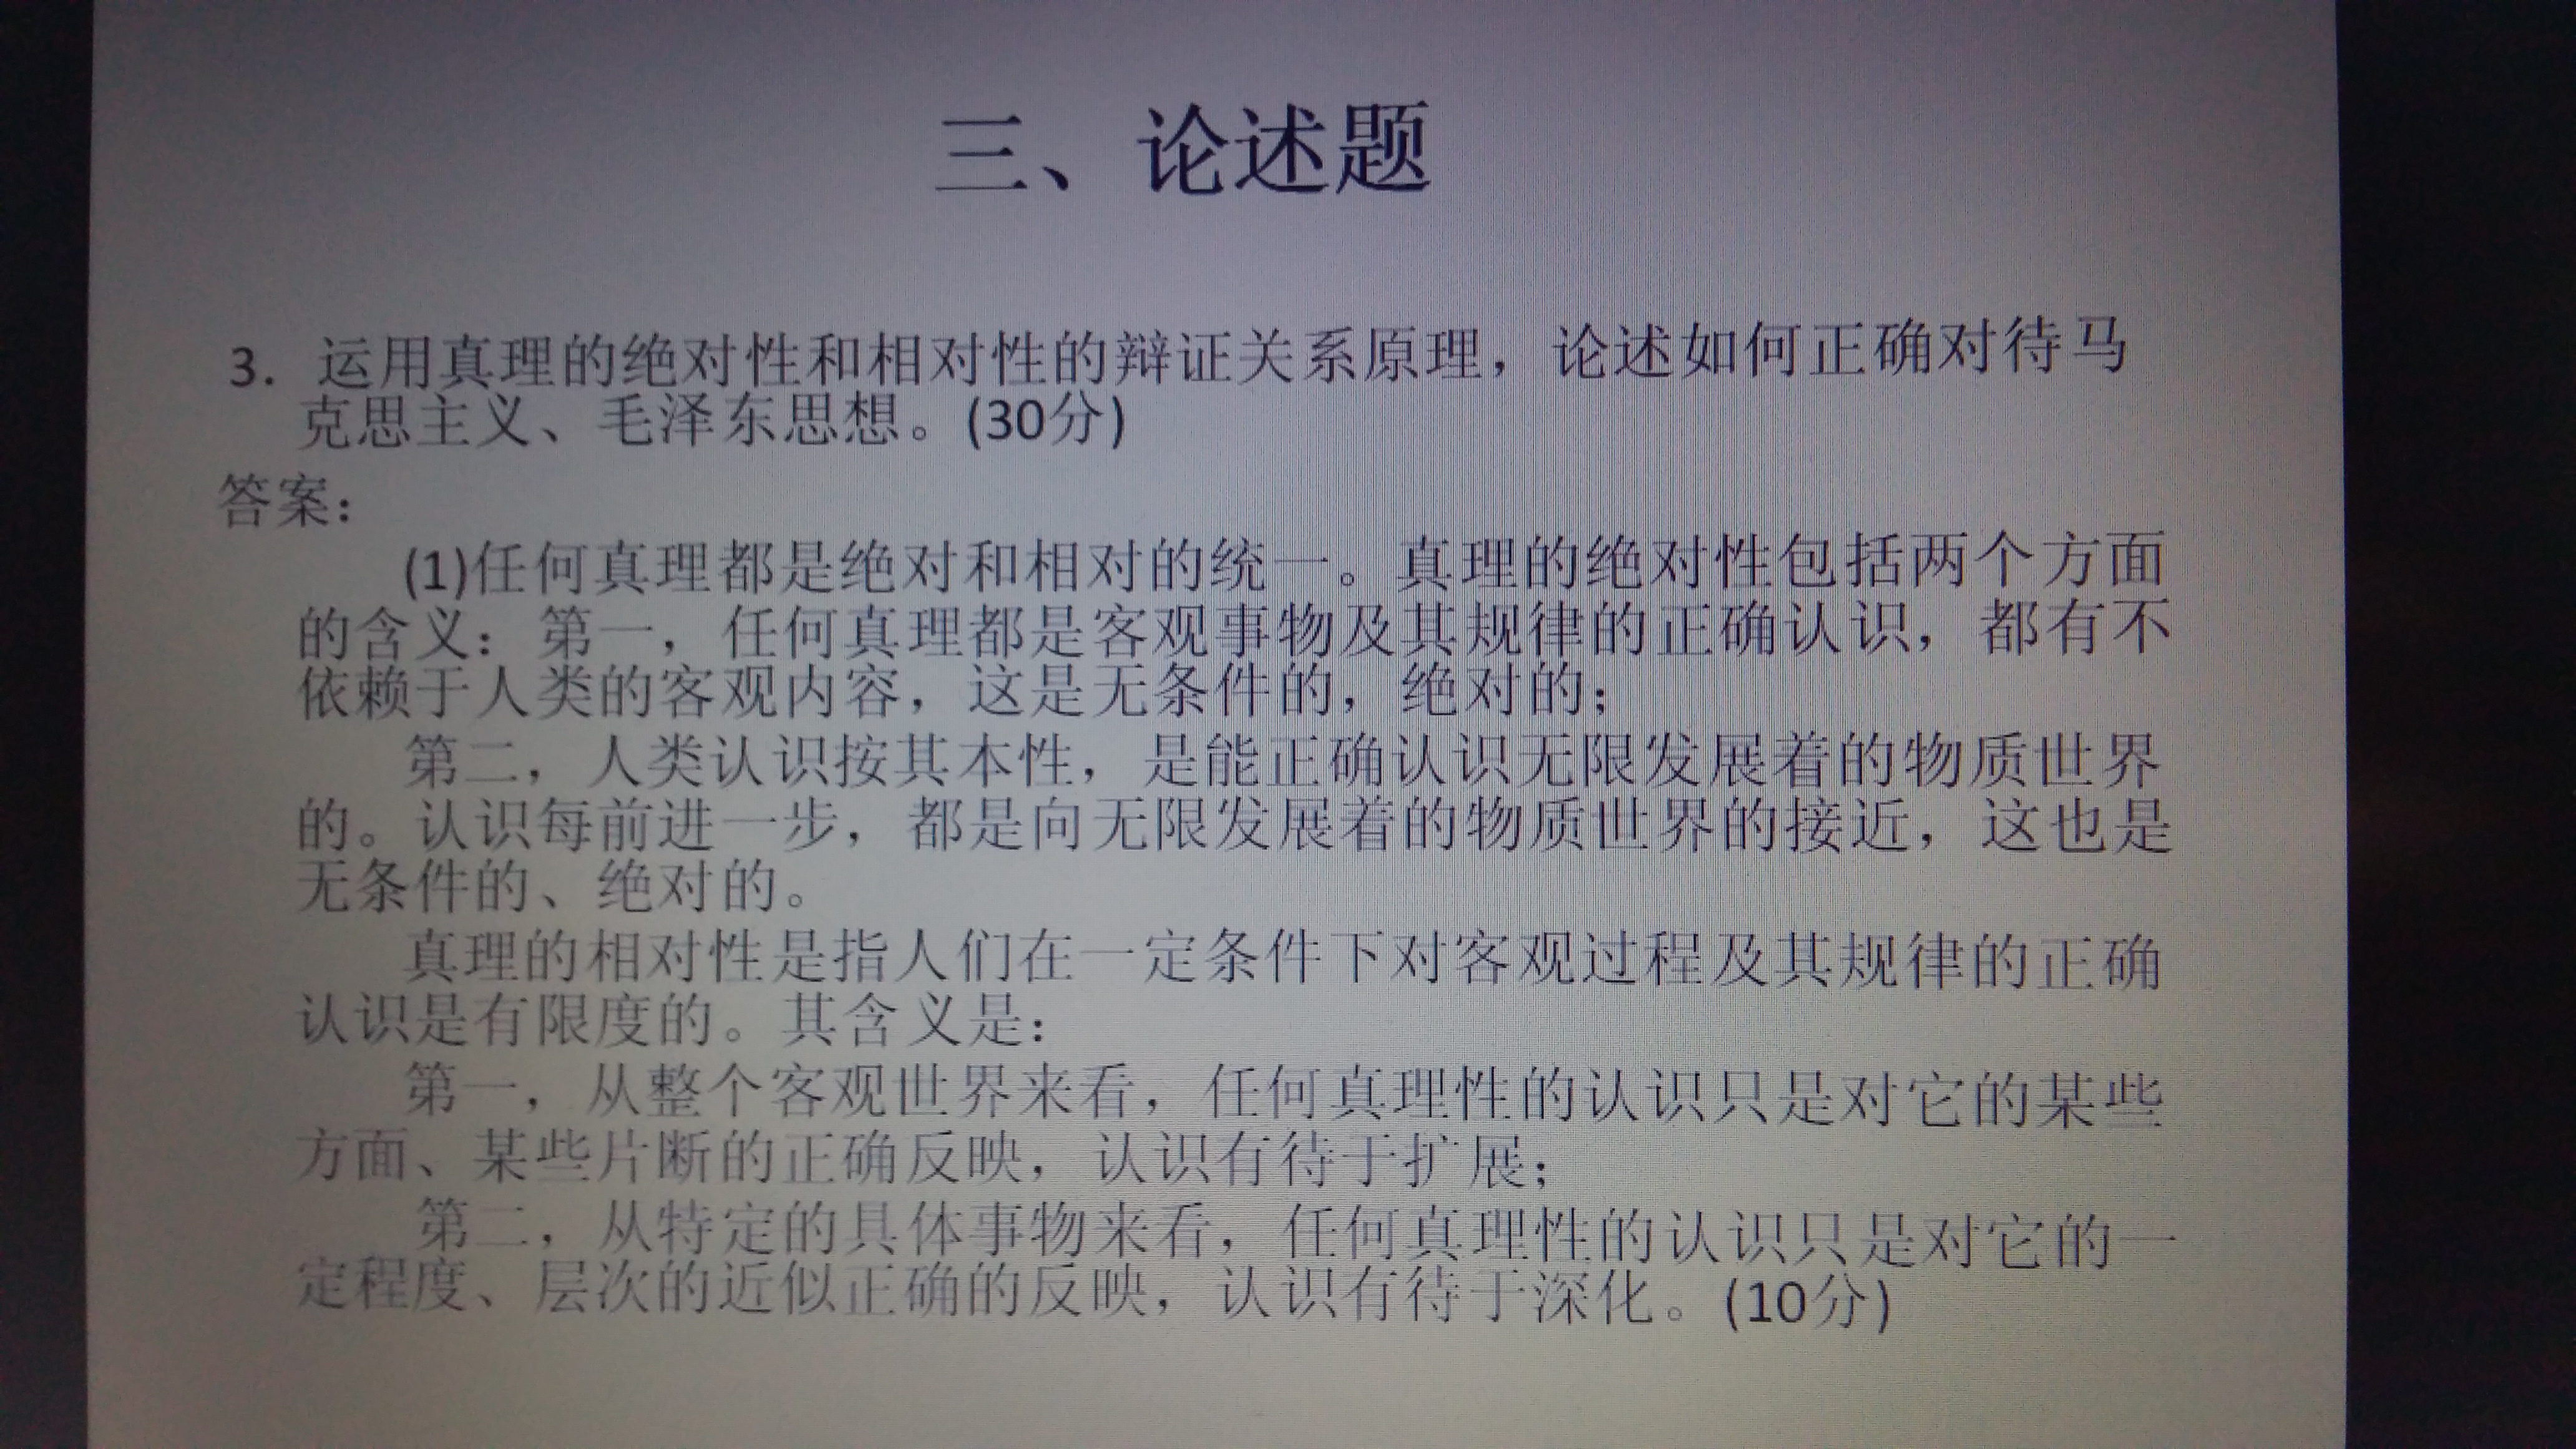 三、论述题
3. 运用真理的绝对性和相对性的辩证关系原理，论述如何正确对待马
克思主义、毛泽东思想。(30分)
答案：
(1)任何真理都是绝对和相对的统一。真理的绝对性包括两个方面
的含义：第一，任何真理都是客观事物及其规律的正确认识，都有不
依赖于人类的客观内容，这是无条件的，绝对的；
第二，人类认识按其本性，是能正确认识无限发展着的物质世界
的。认识每前进一步，都是向无限发展着的物质世界的接近，这也是
无条件的、绝对的。
真理的相对性是指人们在一定条件下对客观过程及其规律的正确
认识是有限度的。其含义是：
第一，从整个客观世界来看，任何真理性的认识只是对它的某些
方面、某些片断的正确反映，认识有待于扩展；
第二，从特定的具体事物来看，任何真理性的认识只是对它的一
定程度、层次的近似正确的反映，认识有待于深化。(10分)